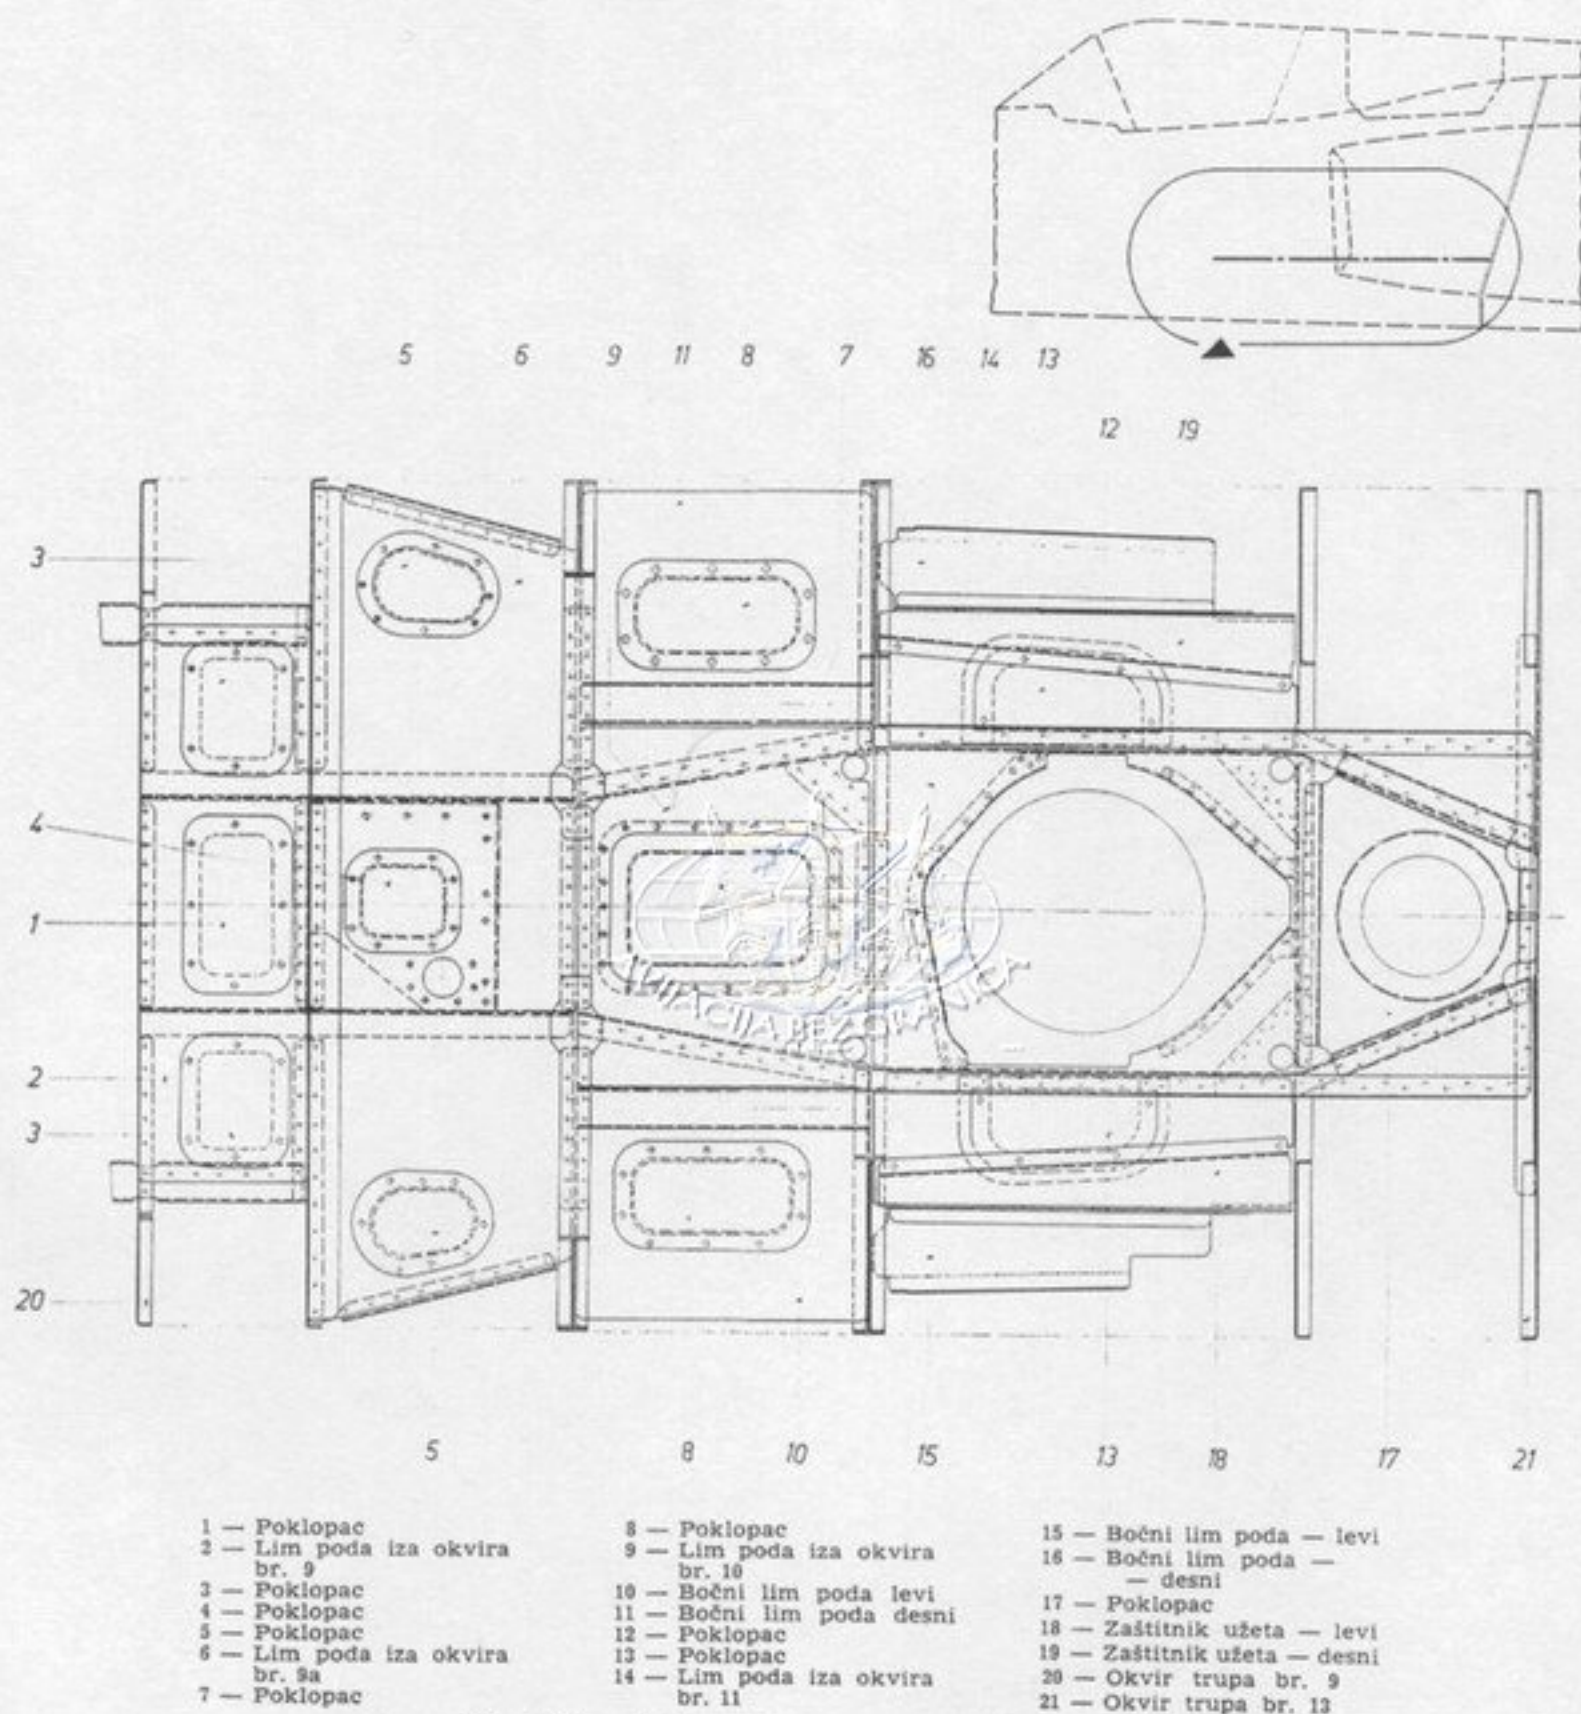 5 6 9 11 8 7 16 14 13
12 19
3
4
1
2
3
20
5 8 10 15 13 18 17 21
1 — Poklopac
2 — Lim poda iza okvira
br. 9
3 — Poklopac
4 — Poklopac
5 — Poklopac
6 — Lim poda iza okvira
br. 9a
7 — Poklopac
8 — Poklopac
9 — Lim poda iza okvira
br. 10
10 — Bočni lim poda levi
11 — Bočni lim poda desni
12 — Poklopac
13 — Poklopac
14 — Lim poda iza okvira
br. 11
15 — Bočni lim poda — levi
16 — Bočni lim poda —
— desni
17 — Poklopac
18 — Zaštitnik užeta — levi
19 — Zaštitnik užeta — desni
20 — Okvir trupa br. 9
21 — Okvir trupa br. 13